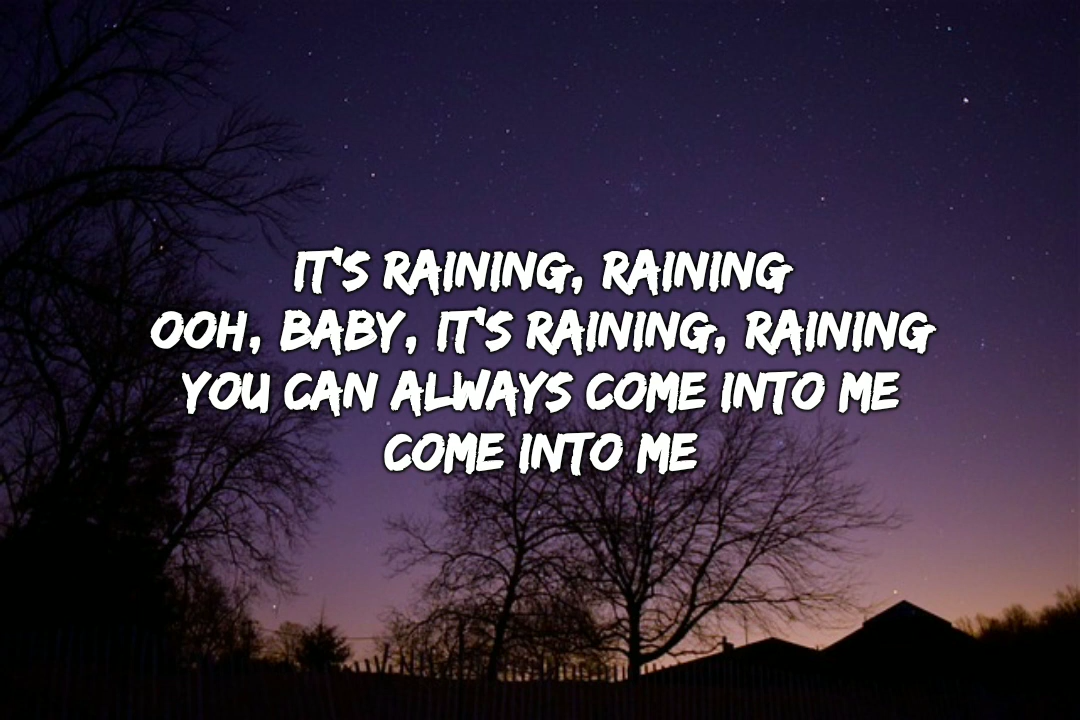 IT'S RAINING, RAINING
OOH, BABY, IT'S RAINING, RAINING
YOU CAN ALWAYS COME INTO ME
COME INTO ME